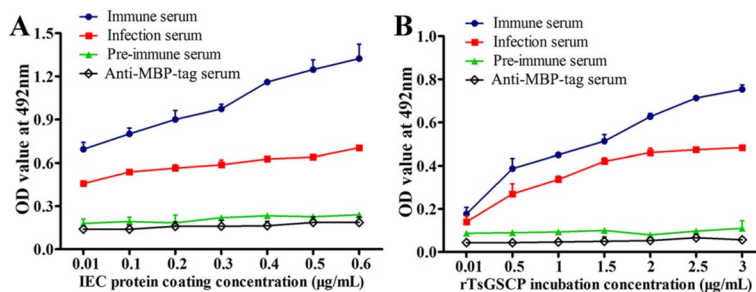 A
Immune serum
Infection serum
Pre-immune serum
Anti-MBP-tag serum
OD value at 492nm
1.5
1.2
0.9
0.6
0.3
0.0
0.01 0.1 0.2 0.3 0.4 0.5 0.6
IEC protein coating concentration (μg/mL)
B
Immune serum
Infection serum
Pre-immune serum
Anti-MBP-tag serum
OD value at 492nm
1.0
0.8
0.6
0.4
0.2
0.0
0.01 0.5 1 1.5 2 2.5 3
rTsGSCP incubation concentration (μg/mL)